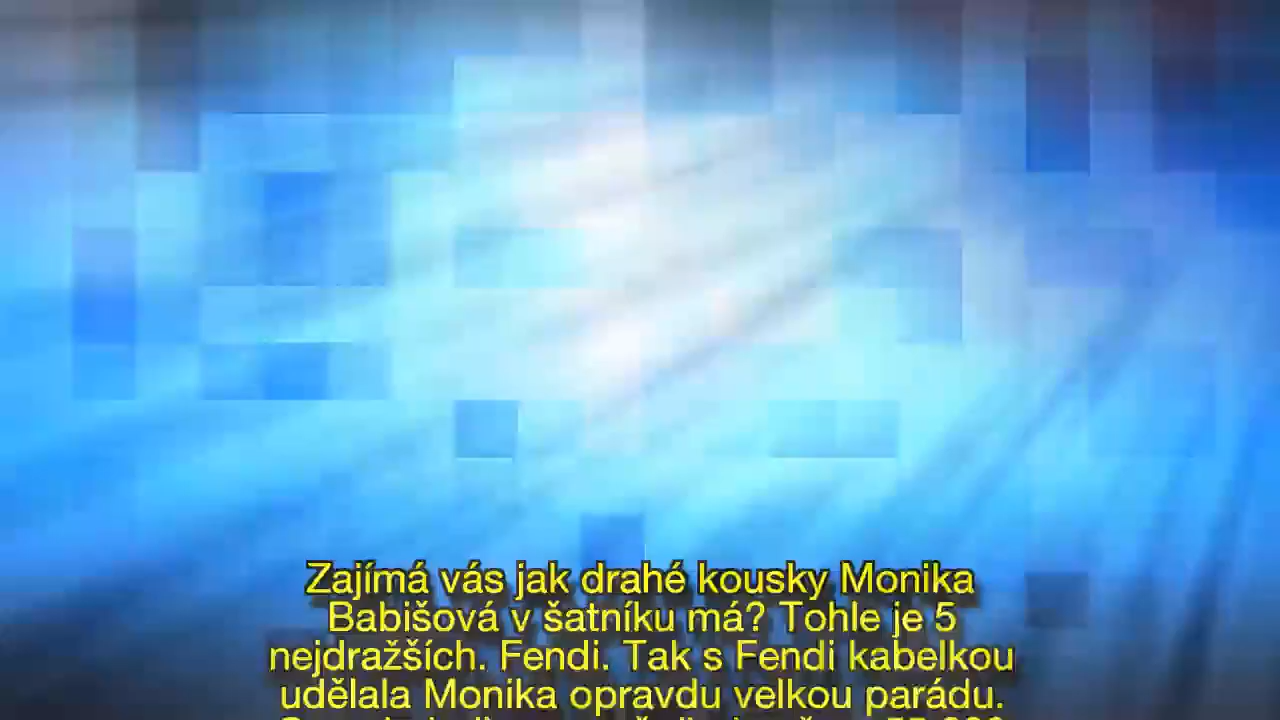 Zajímá vás jak drahé kousky Monika
Babišová v šatníku má? Tohle je 5
nejdražších. Fendi. Tak s Fendi kabelkou
udělala Monika opravdu velkou parádu.